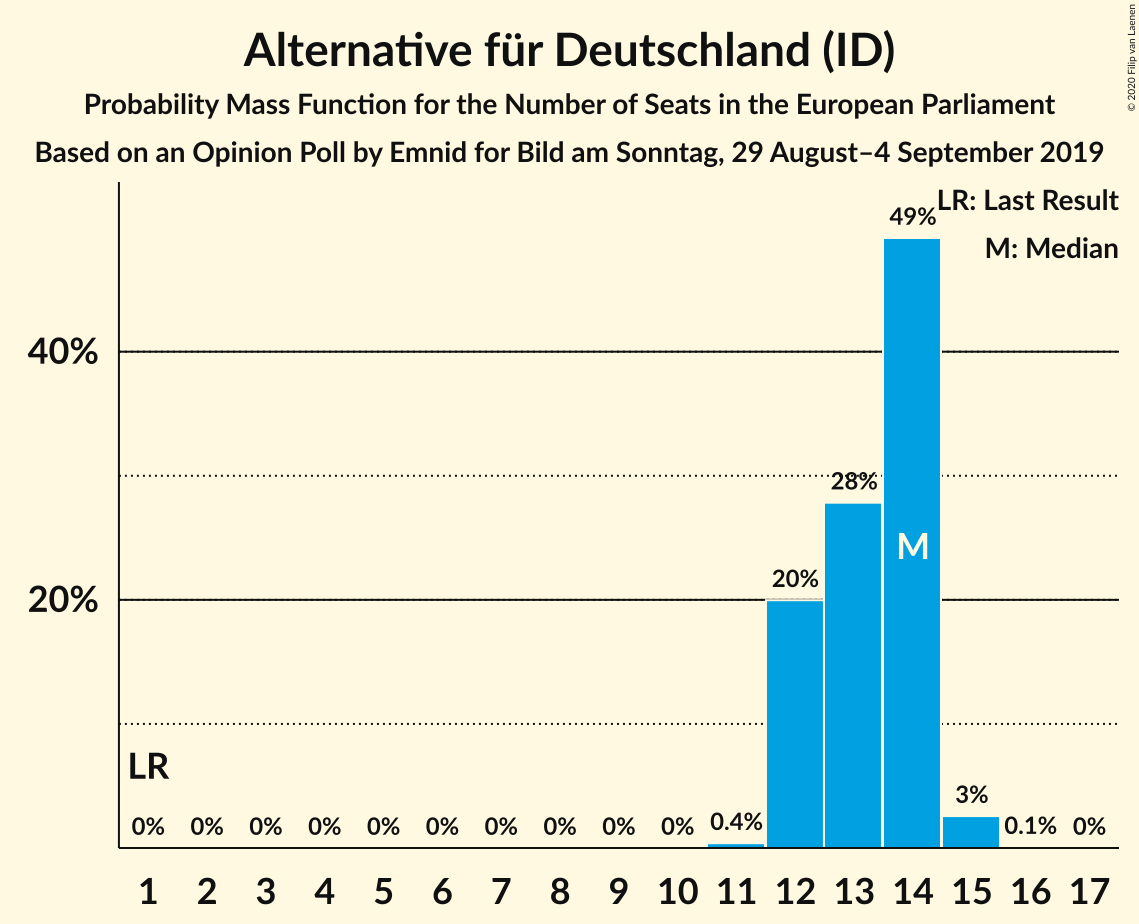 Alternative für Deutschland (ID)
Probability Mass Function for the Number of Seats in the European Parliament
Based on an Opinion Poll by Emnid for Bild am Sonntag, 29 August–4 September 2019
© 2020 Filip van Laenen
LR: Last Result
M: Median
40%
20%
LR
0% 0% 0% 0% 0% 0% 0% 0% 0% 0% 0.4% 20% 28% 49% 3% 0.1% 0%
M
1 2 3 4 5 6 7 8 9 10 11 12 13 14 15 16 17